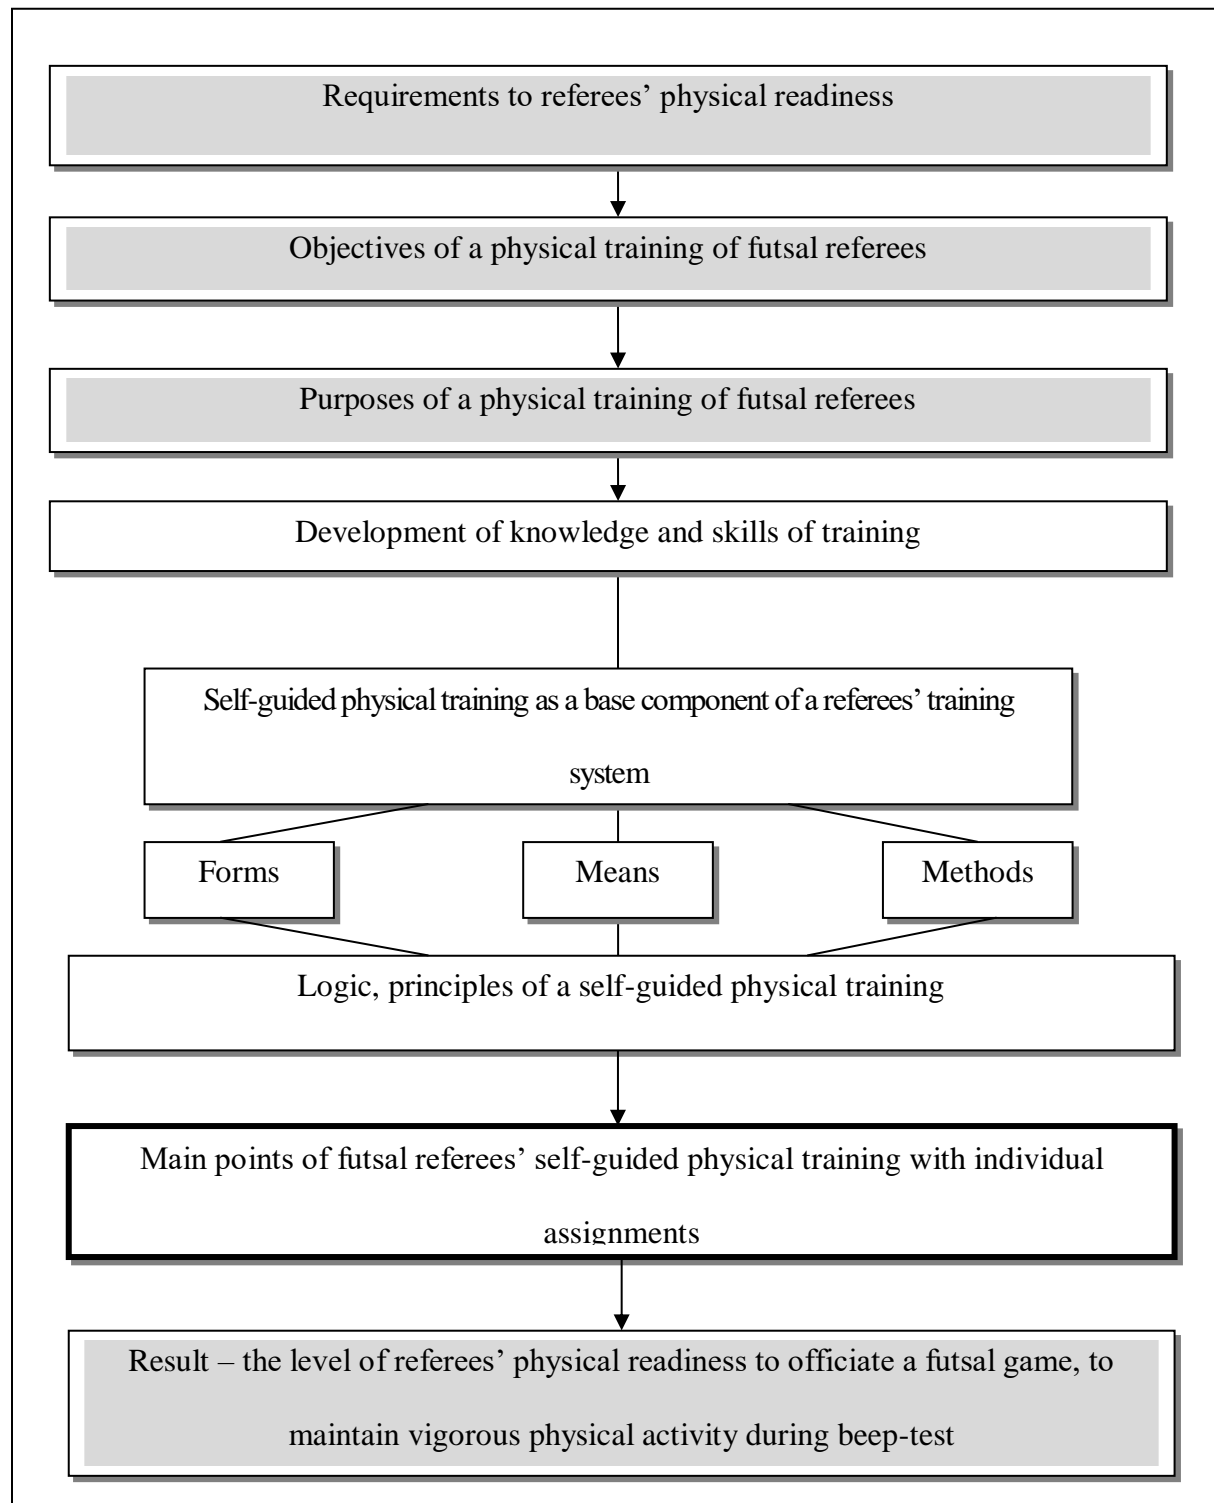 Requirements to referees’ physical readiness
Objectives of a physical training of futsal referees
Purposes of a physical training of futsal referees
Development of knowledge and skills of training
Self-guided physical training as a base component of a referees’ training
system
Forms
Means
Methods
Logic, principles of a self-guided physical training
Main points of futsal referees’ self-guided physical training with individual
assignments
Result – the level of referees’ physical readiness to officiate a futsal game, to
maintain vigorous physical activity during beep-test